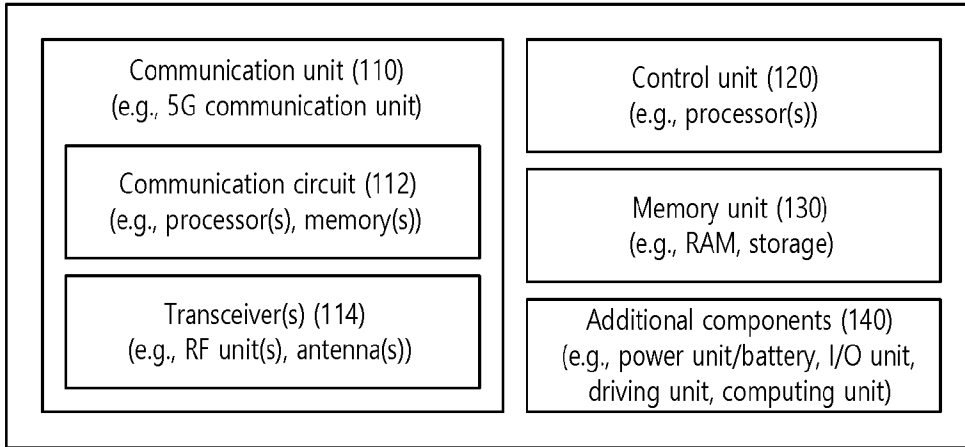 Communication unit (110)
(e.g., 5G communication unit)
Communication circuit (112)
(e.g., processor(s), memory(s))
Transceiver(s) (114)
(e.g., RF unit(s), antenna(s))
Control unit (120)
(e.g., processor(s))
Memory unit (130)
(e.g., RAM, storage)
Additional components (140)
(e.g., power unit/battery, I/O unit,
driving unit, computing unit)